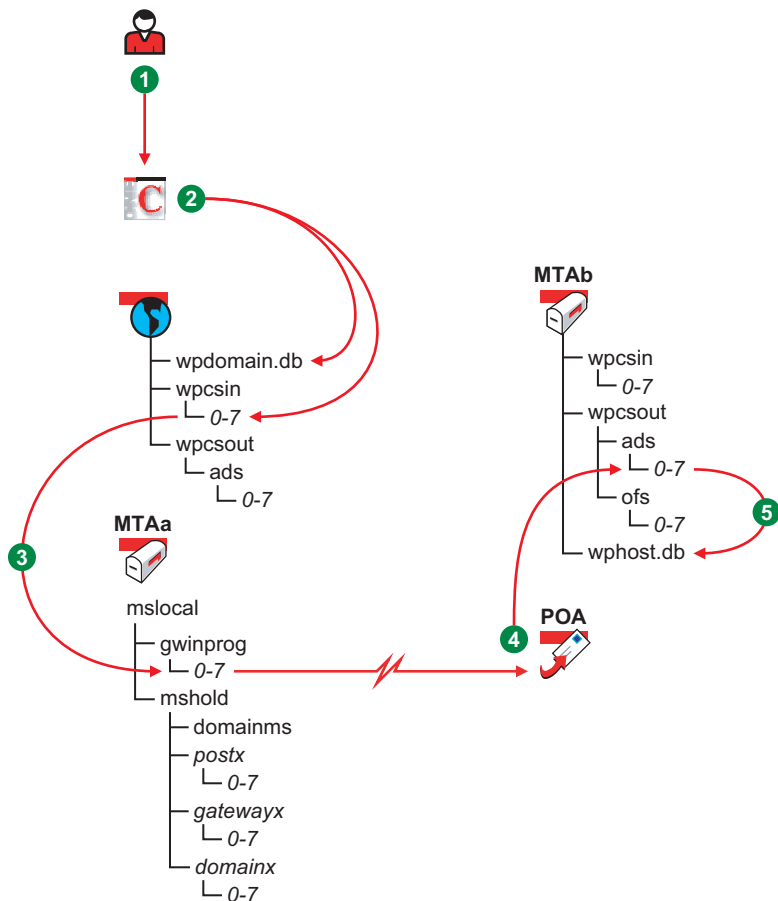 1
C
2
wpdomain.db
wpcsin
0-7
wpcsout
ads
0-7
3
MTAa
mslocal
gwinprog
0-7
mshold
domainms
postx
0-7
gatewayx
0-7
domainx
0-7
MTAb
wpcsin
0-7
wpcsout
ads
0-7
ofs
0-7
wphost.db
5
4
POA